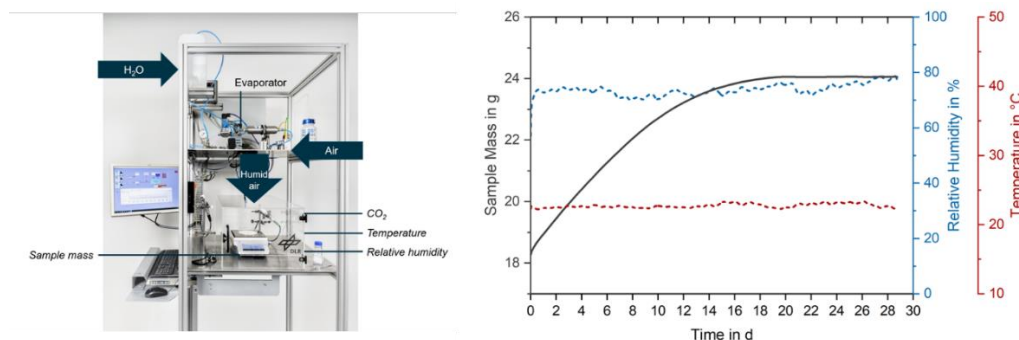 H₂O
Evaporator
Air
Humid
air
CO₂
Temperature
Relative humidity
Sample mass
DLR
26
24
22
20
18
Sample Mass in g
0
2
4
6
8
10
12
14
16
18
20
22
24
26
28
30
Time in d
100
80
60
40
20
0
Relative Humidity in %
50
40
30
20
10
Temperature in °C